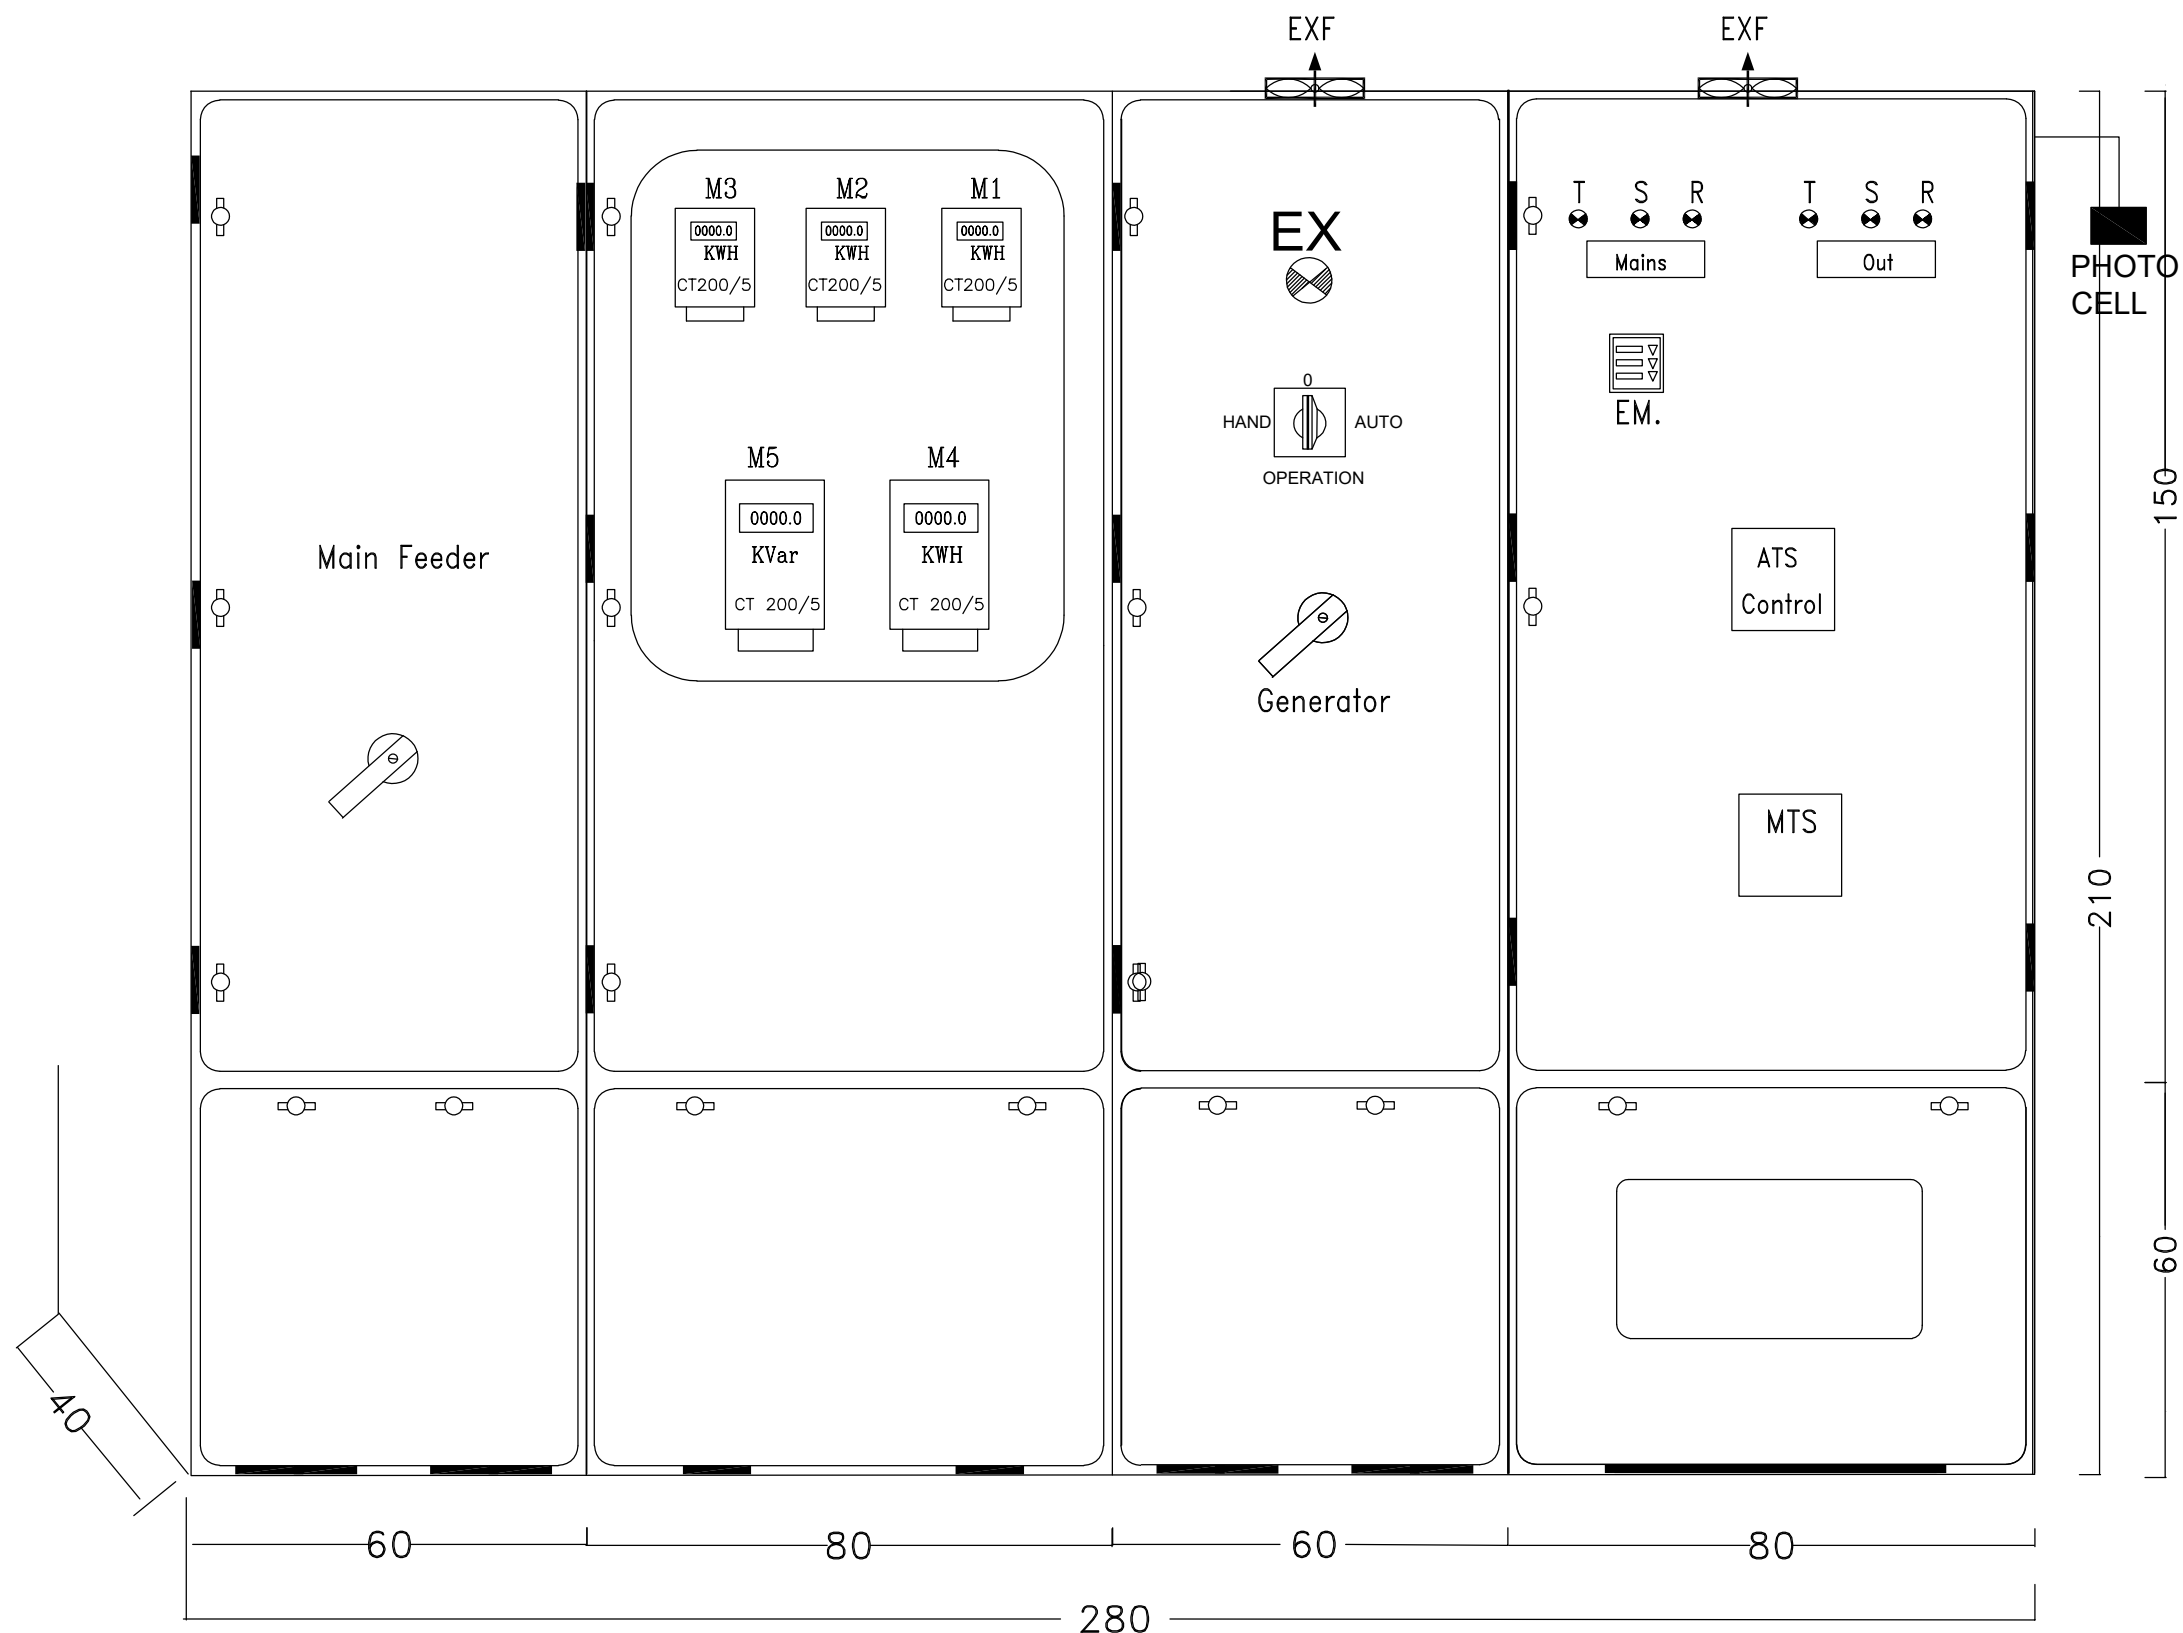 EXF
EXF
M3
M2
M1
0000.0
KWH
CT200/5
0000.0
KWH
CT200/5
0000.0
KWH
CT200/5
EX
T
S
R
T
S
R
Mains
Out
PHOTO
CELL
0
HAND
AUTO
OPERATION
EM.
M5
M4
0000.0
KVar
CT 200/5
0000.0
KWH
CT 200/5
Main Feeder
ATS
Control
Generator
MTS
150
210
60
40
60
80
60
80
280